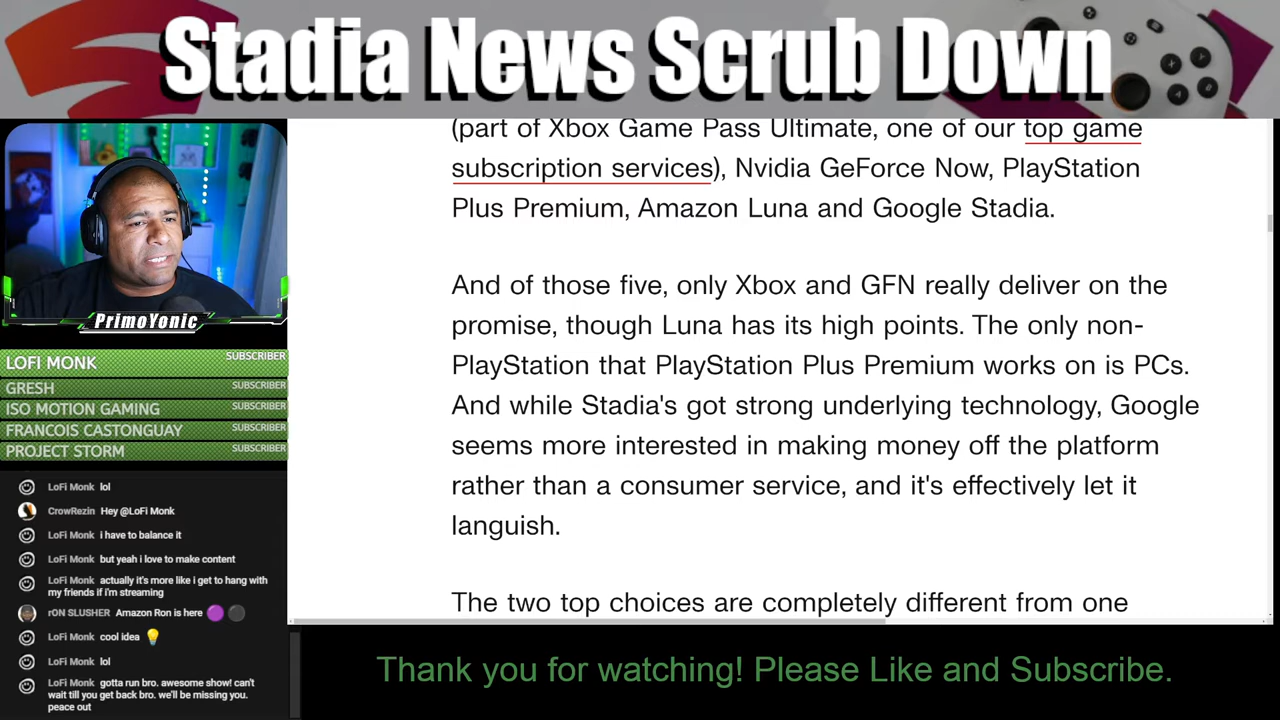 Stadia News Scrub Down
(part of Xbox Game Pass Ultimate, one of our top game
subscription services), Nvidia GeForce Now, PlayStation
Plus Premium, Amazon Luna and Google Stadia.
And of those five, only Xbox and GFN really deliver on the
promise, though Luna has its high points. The only non-
PlayStation that PlayStation Plus Premium works on is PCs.
And while Stadia's got strong underlying technology, Google
seems more interested in making money off the platform
rather than a consumer service, and it's effectively let it
languish.
The two top choices are completely different from one
PrimoYonic
LOFI MONK SUBSCRIBER
GRESH SUBSCRIBER
ISO MOTION GAMING SUBSCRIBER
FRANCOIS CASTONGUAY SUBSCRIBER
PROJECT STORM SUBSCRIBER
LoFi Monk lol
CrowRezin Hey @LoFi Monk
LoFi Monk i have to balance it
LoFi Monk but yeah i love to make content
LoFi Monk actually it's more like i get to hang with
my friends if i'm streaming
rON SLUSHER Amazon Ron is here 🟣 ⚫
LoFi Monk cool idea 💡
LoFi Monk lol
LoFi Monk gotta run bro. awesome show! can't
wait till you get back bro. we'll be missing you.
peace out
Thank you for watching! Please Like and Subscribe.